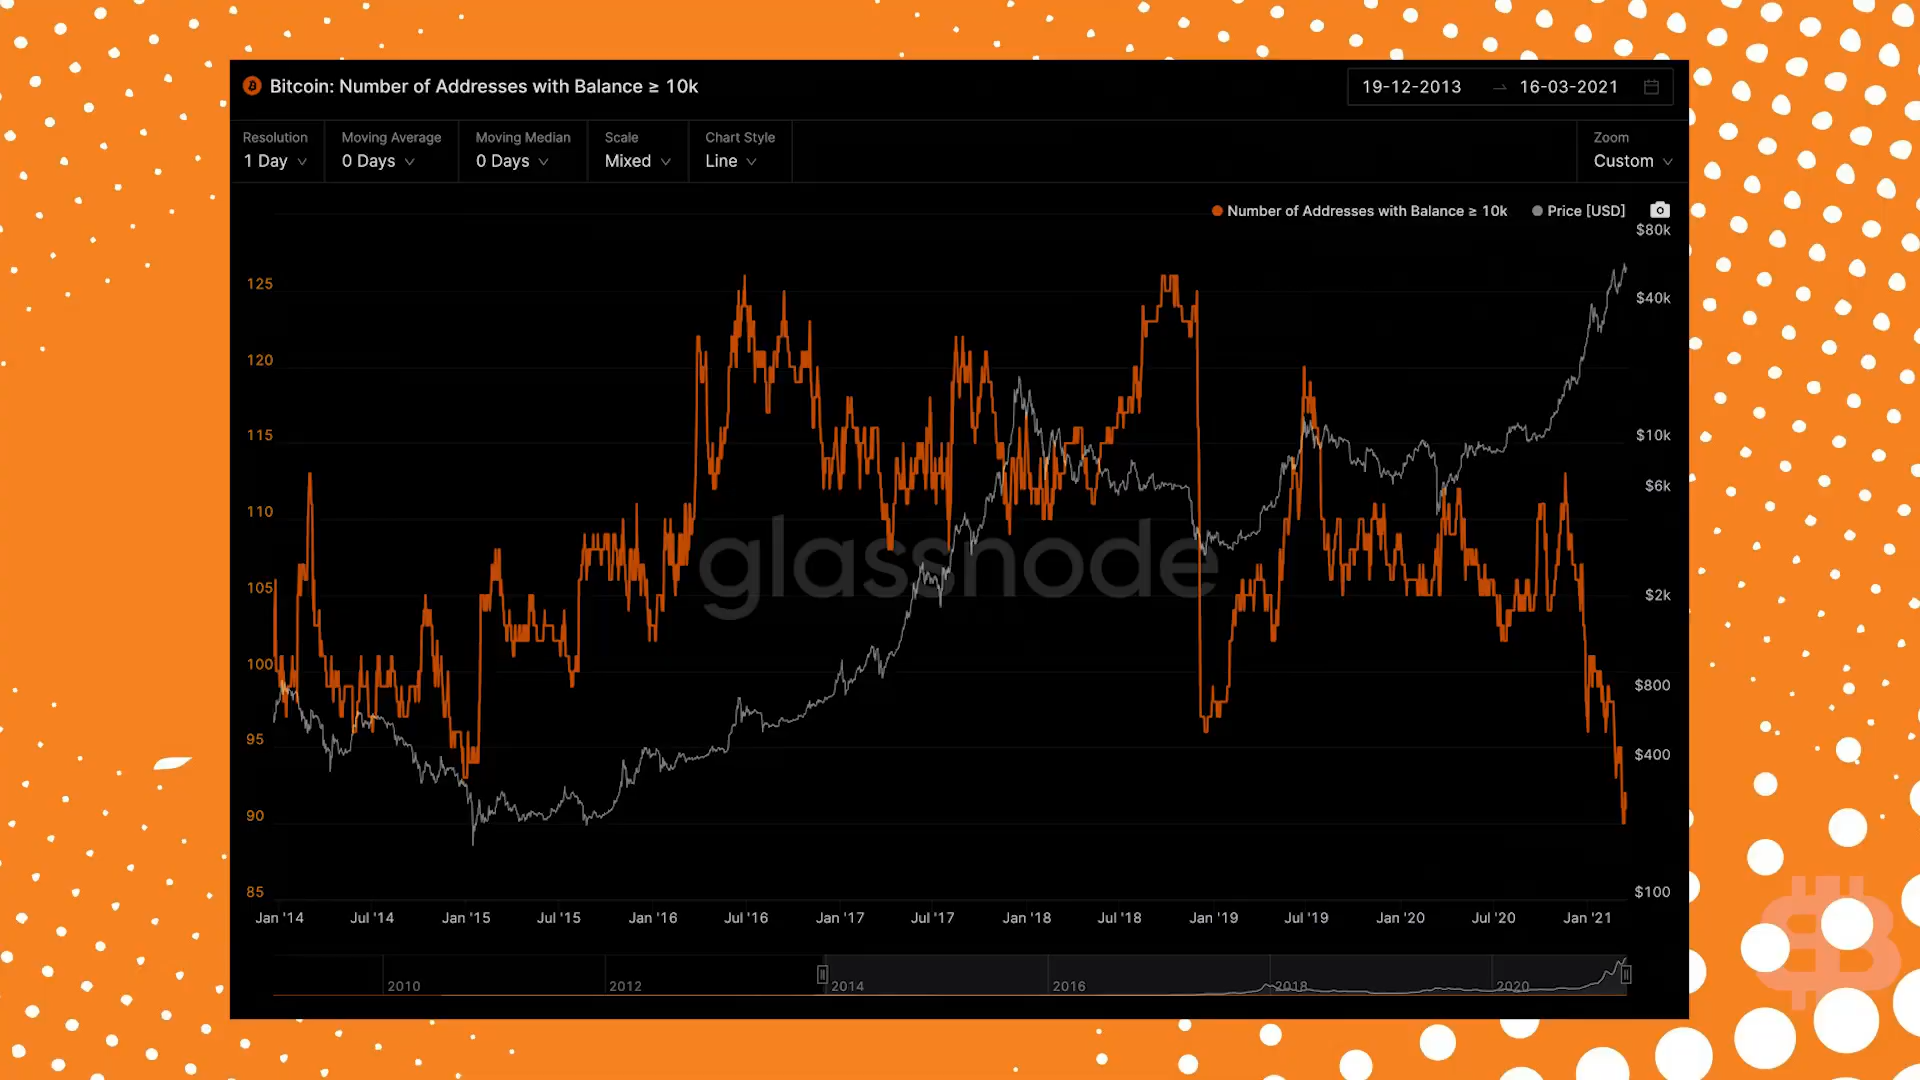 Bitcoin: Number of Addresses with Balance ≥ 10k
19-12-2013 → 16-03-2021
Resolution Moving Average Moving Median Scale Chart Style Zoom
1 Day 0 Days 0 Days Mixed Line Custom
Number of Addresses with Balance ≥ 10k Price [USD]
$80k
125
$40k
120
115
$10k
$6k
110
glassnode
105
$2k
100
$800
95
$400
90
85
$100
Jan '14 Jul '14 Jan '15 Jul '15 Jan '16 Jul '16 Jan '17 Jul '17 Jan '18 Jul '18 Jan '19 Jul '19 Jan '20 Jul '20 Jan '21
2010 2012 2014 2016 2018 2020